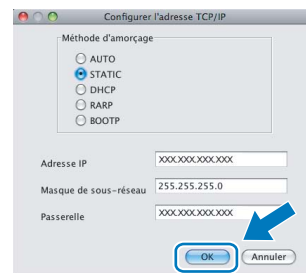 Configurer l'adresse TCP/IP
Méthode d'amorçage
AUTO
STATIC
DHCP
RARP
BOOTP
Adresse IP XXX.XXX.XXX.XXX
Masque de sous-réseau 255.255.255.0
Passerelle XXX.XXX.XXX.XXX
OK Annuler